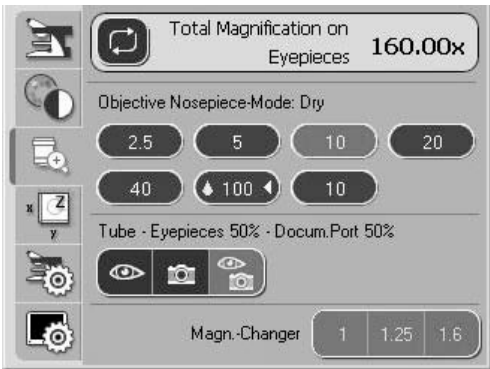 Total Magnification on
Eyepieces 160.00x
Objective Nosepiece-Mode: Dry
2.5 5 10 20
40 100 10
x Z
y
Tube - Eyepieces 50% - Docum.Port 50%
Magn.-Changer 1 1.25 1.6